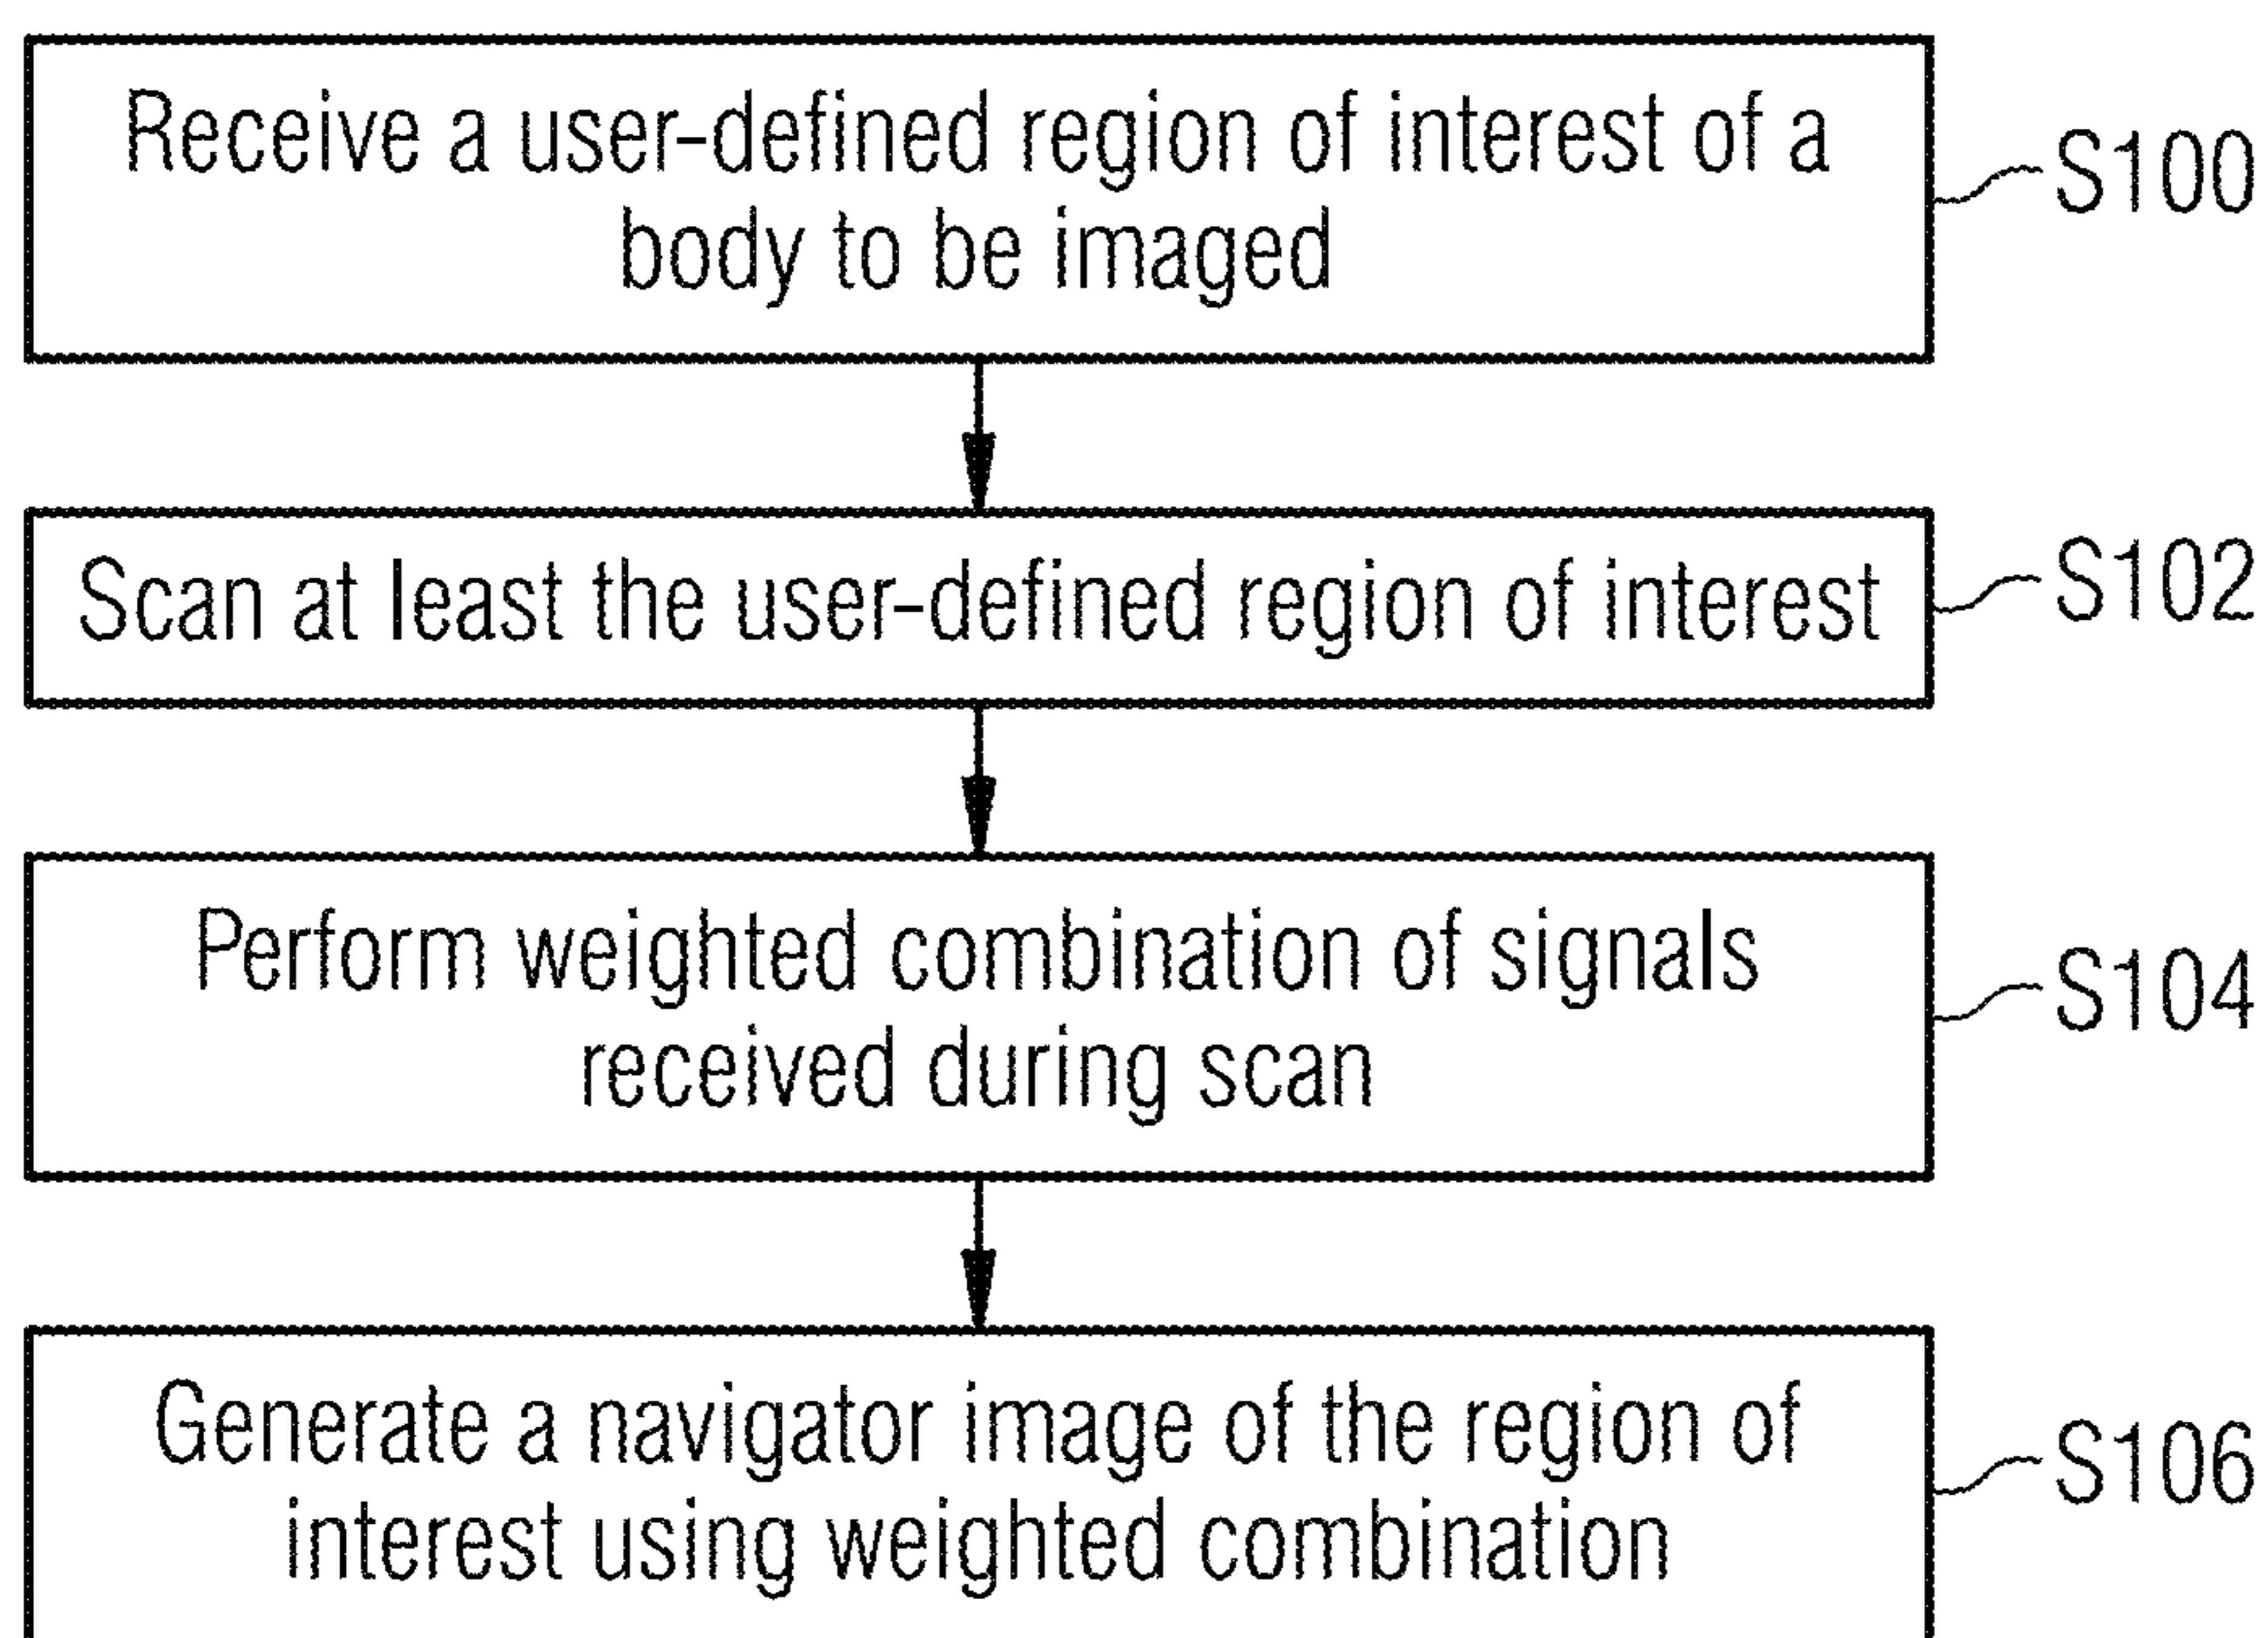 Receive a user-defined region of interest of a
body to be imaged
S100
Scan at least the user-defined region of interest
S102
Perform weighted combination of signals
received during scan
S104
Generate a navigator image of the region of
interest using weighted combination
S106